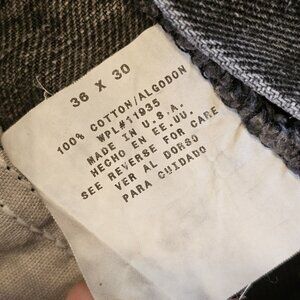 36 X 30
100% COTTON/ALGODON
WPL#11935
MADE IN U.S.A.
HECHO EN EE.UU.
SEE REVERSE FOR CARE
VER AL DORSO
PARA CUIDADO